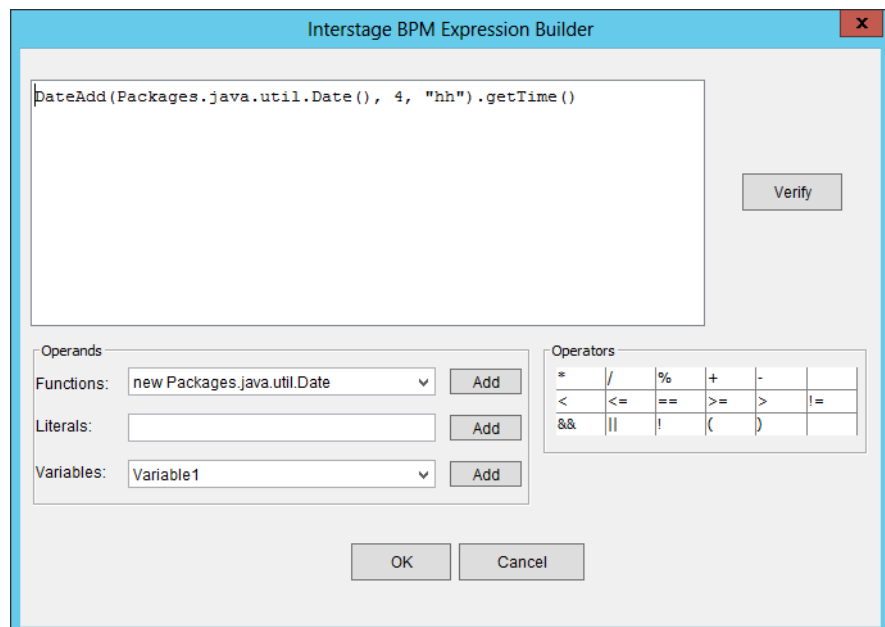 Interstage BPM Expression Builder
x
DateAdd(Packages.java.util.Date(), 4, "hh").getTime()
Verify
Operands
Functions: new Packages.java.util.Date Add
Literals: Add
Variables: Variable1 Add
Operators
* / % + -
< <= == >= > !=
&& || ! ( )
OK Cancel